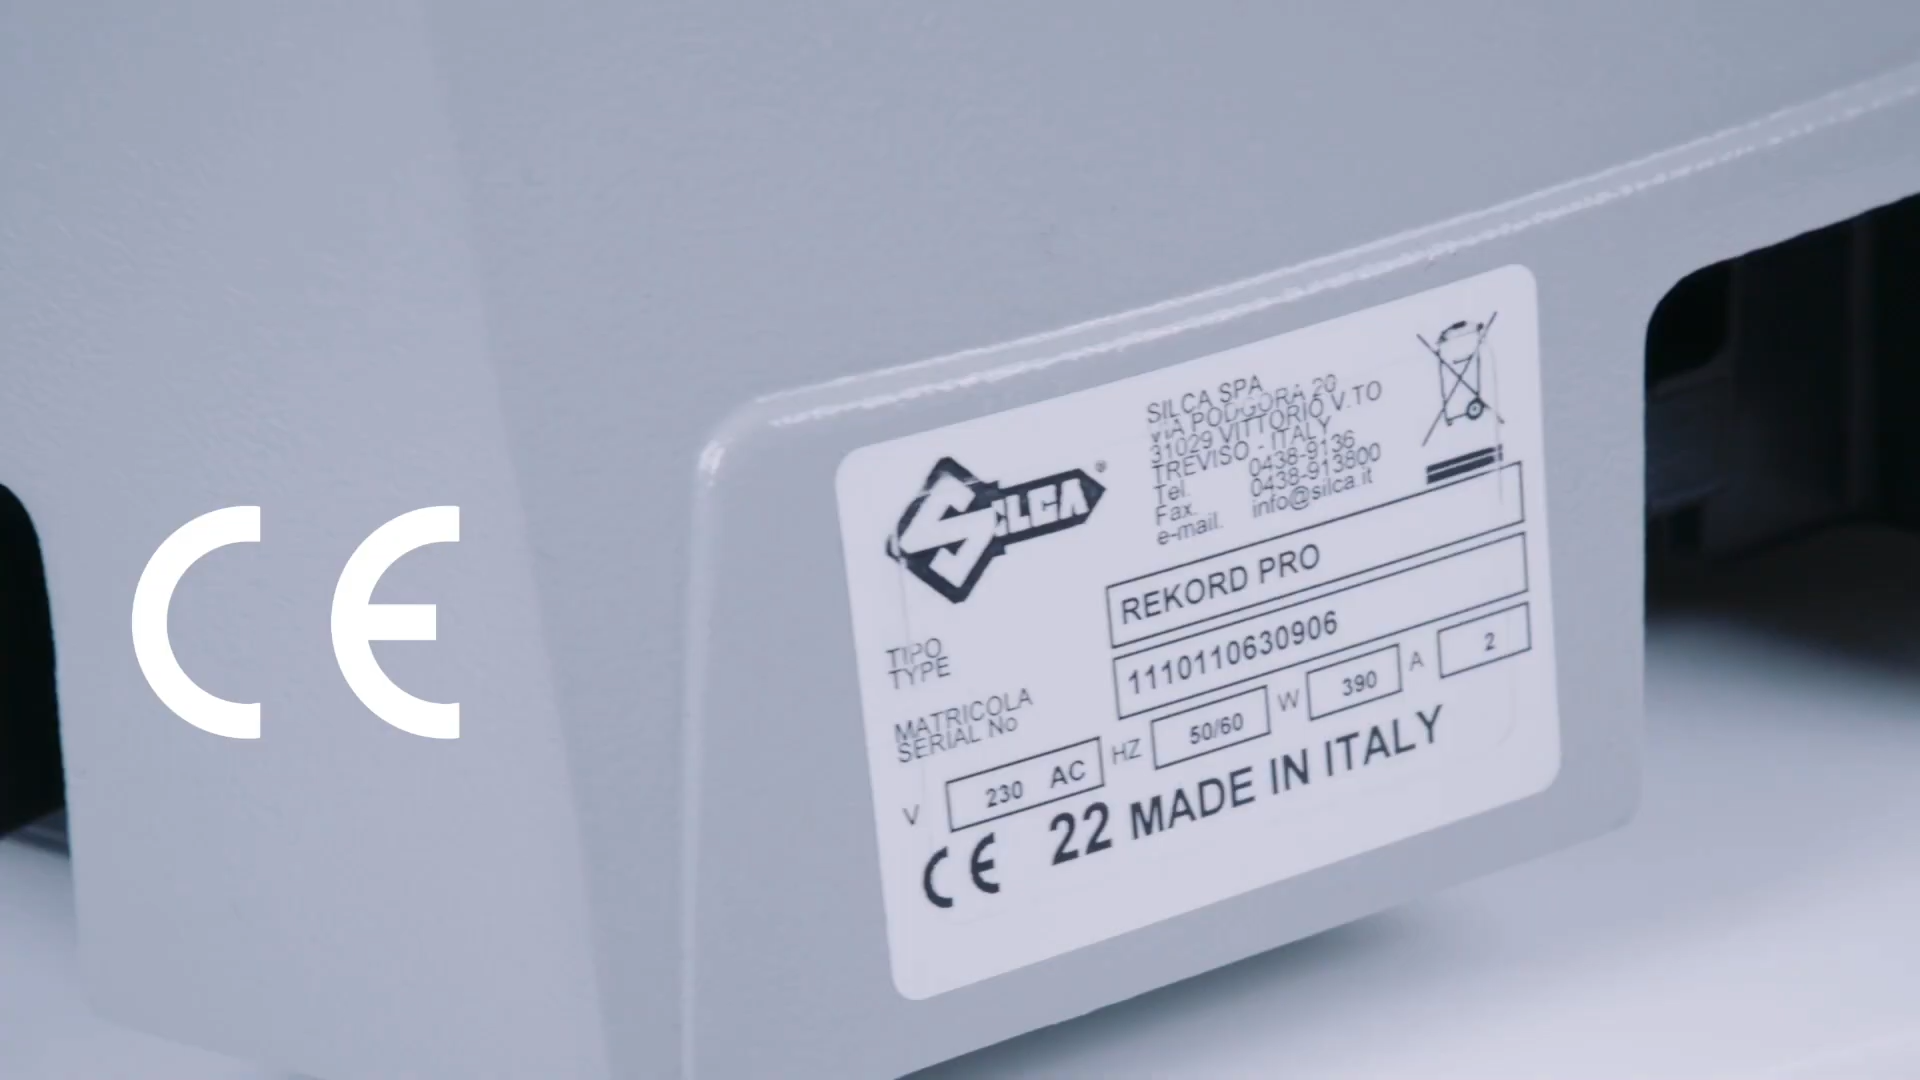 CE
SILCA®
SILCA SPA
VIA PODGORA 20
31029 VITTORIO V.TO
TREVISO - ITALY
Tel. 0438-9136
Fax. 0438-913800
e-mail. info@silca.it
TIPO
TYPE
REKORD PRO
MATRICOLA
SERIAL No
1110110630906
V 230 AC HZ 50/60 W 390 A 2
CE 22 MADE IN ITALY